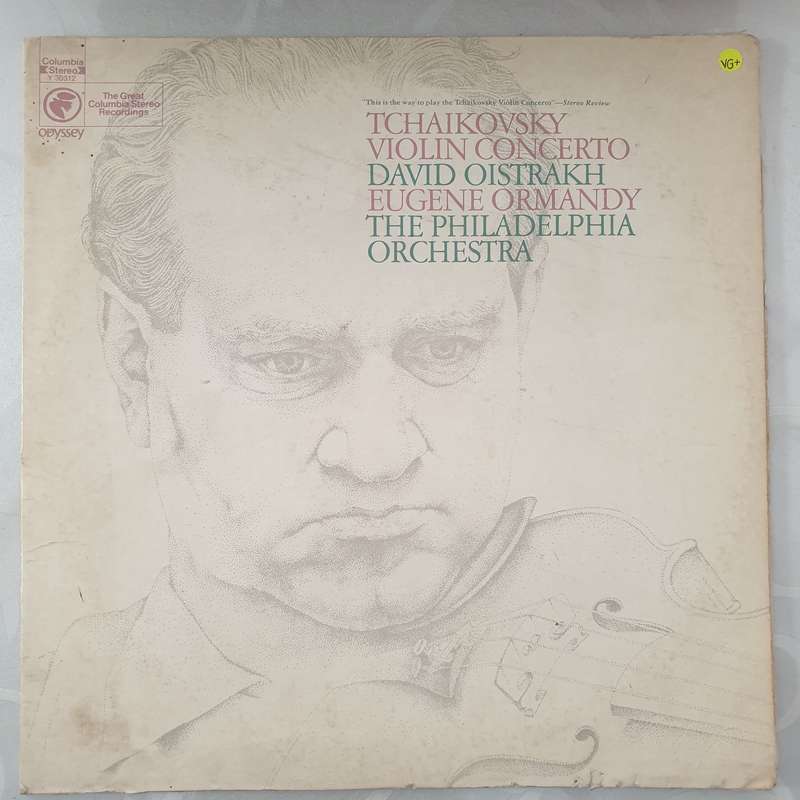 Columbia
Stereo
Y 30312
The Great
Columbia Stereo
Recordings
ODYSSEY
VG+
"This is the way to play the Tchaikovsky Violin Concerto"—Stereo Review
TCHAIKOVSKY
VIOLIN CONCERTO
DAVID OISTRAKH
EUGENE ORMANDY
THE PHILADELPHIA
ORCHESTRA